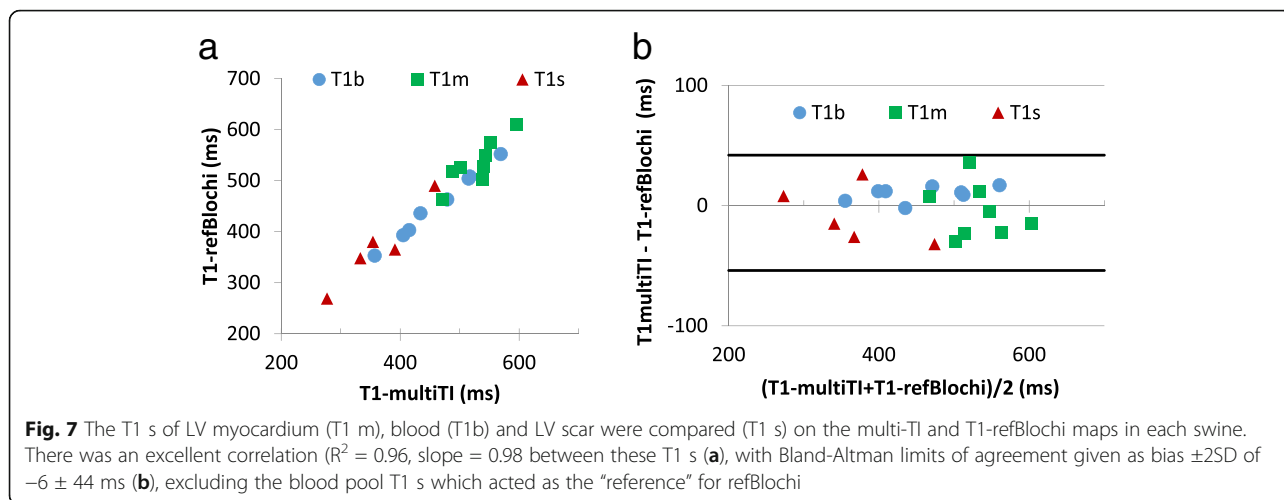 a
T1b T1m T1s
700
600
500
400
300
200
T1-refBlochi (ms)
200 400 600
T1-multiTI (ms)
b
100
T1b T1m T1s
0
-100
T1multiTI - T1-refBlochi (ms)
200 400 600
(T1-multiTI+T1-refBlochi)/2 (ms)
Fig. 7 The T1 s of LV myocardium (T1 m), blood (T1b) and LV scar were compared (T1 s) on the multi-TI and T1-refBlochi maps in each swine.
There was an excellent correlation (R² = 0.96, slope = 0.98 between these T1 s (a), with Bland-Altman limits of agreement given as bias ±2SD of
−6 ± 44 ms (b), excluding the blood pool T1 s which acted as the “reference” for refBlochi